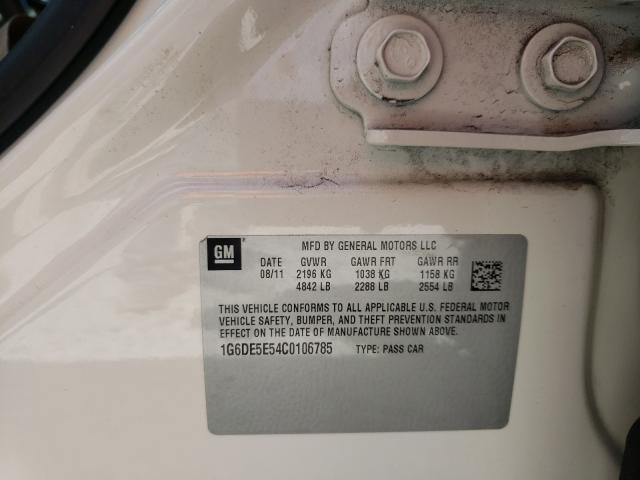 GM
MFD BY GENERAL MOTORS LLC
DATE GVWR GAWR FRT GAWR RR
08/11 2196 KG 1038 KG 1158 KG
4842 LB 2288 LB 2554 LB
THIS VEHICLE CONFORMS TO ALL APPLICABLE U.S. FEDERAL MOTOR
VEHICLE SAFETY, BUMPER, AND THEFT PREVENTION STANDARDS IN
EFFECT ON THE DATE OF MANUFACTURE SHOWN ABOVE.
1G6DE5E54C0106785 TYPE: PASS CAR